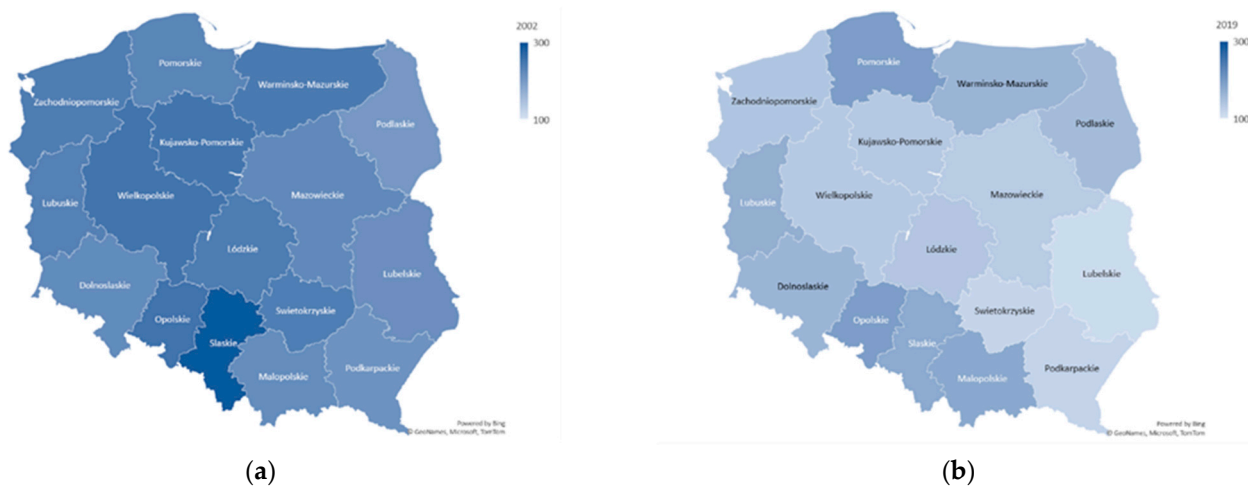 2002
300
100
Pomorskie
Warminsko-Mazurskie
Zachodniopomorskie
Podlaskie
Kujawsko-Pomorskie
Wielkopolskie
Mazowieckie
Lubuskie
Lódzkie
Lubelskie
Dolnoslaskie
Opolskie
Swietokrzyskie
Slaskie
Malopolskie
Podkarpackie
Powered by Bing
© GeoNames, Microsoft, TomTom
(a)
2019
300
100
Pomorskie
Warminsko-Mazurskie
Zachodniopomorskie
Podlaskie
Kujawsko-Pomorskie
Wielkopolskie
Mazowieckie
Lubuskie
Lódzkie
Lubelskie
Dolnoslaskie
Opolskie
Swietokrzyskie
Slaskie
Malopolskie
Podkarpackie
Powered by Bing
© GeoNames, Microsoft, TomTom
(b)